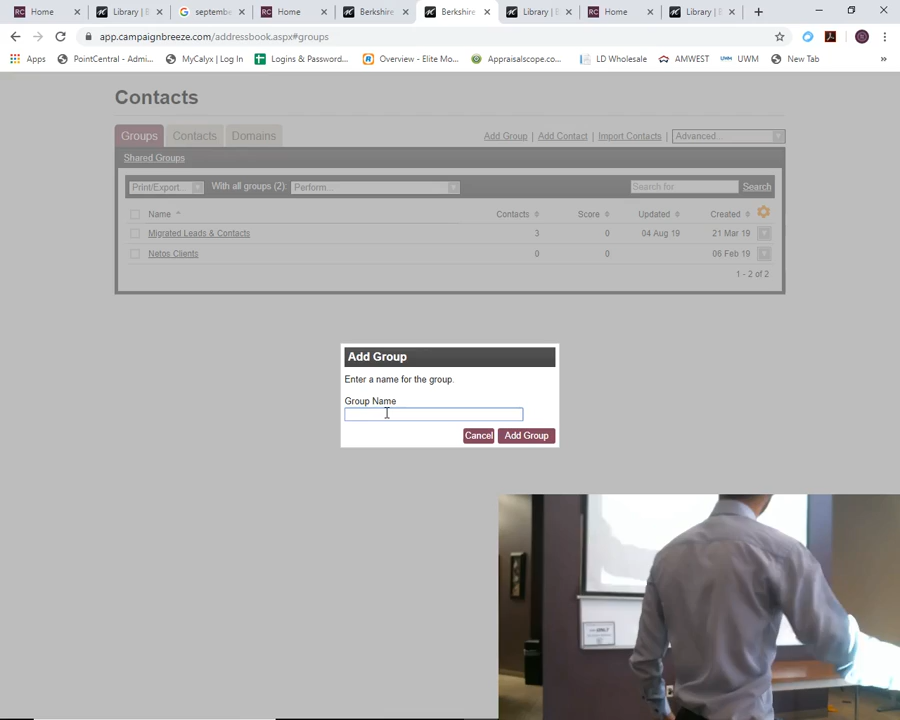 Home
Library | E
septembe
Home
Berkshire
Berkshire
Library | E
Home
Library | E
app.campaignbreeze.com/addressbook.aspx#groups
Apps
PointCentral - Admi...
MyCalyx | Log In
Logins & Password...
Overview - Elite Mo...
Appraisalscope.co...
LD Wholesale
AMWEST
UWM
New Tab
Contacts
Groups
Contacts
Domains
Add Group | Add Contact | Import Contacts | Advanced...
Shared Groups
Print/Export... With all groups (2): Perform... Search for Search
Name Contacts Score Updated Created
Migrated Leads & Contacts 3 0 04 Aug 19 21 Mar 19
Netos Clients 0 0 06 Feb 19
1 - 2 of 2
Add Group
Enter a name for the group.
Group Name
Cancel Add Group